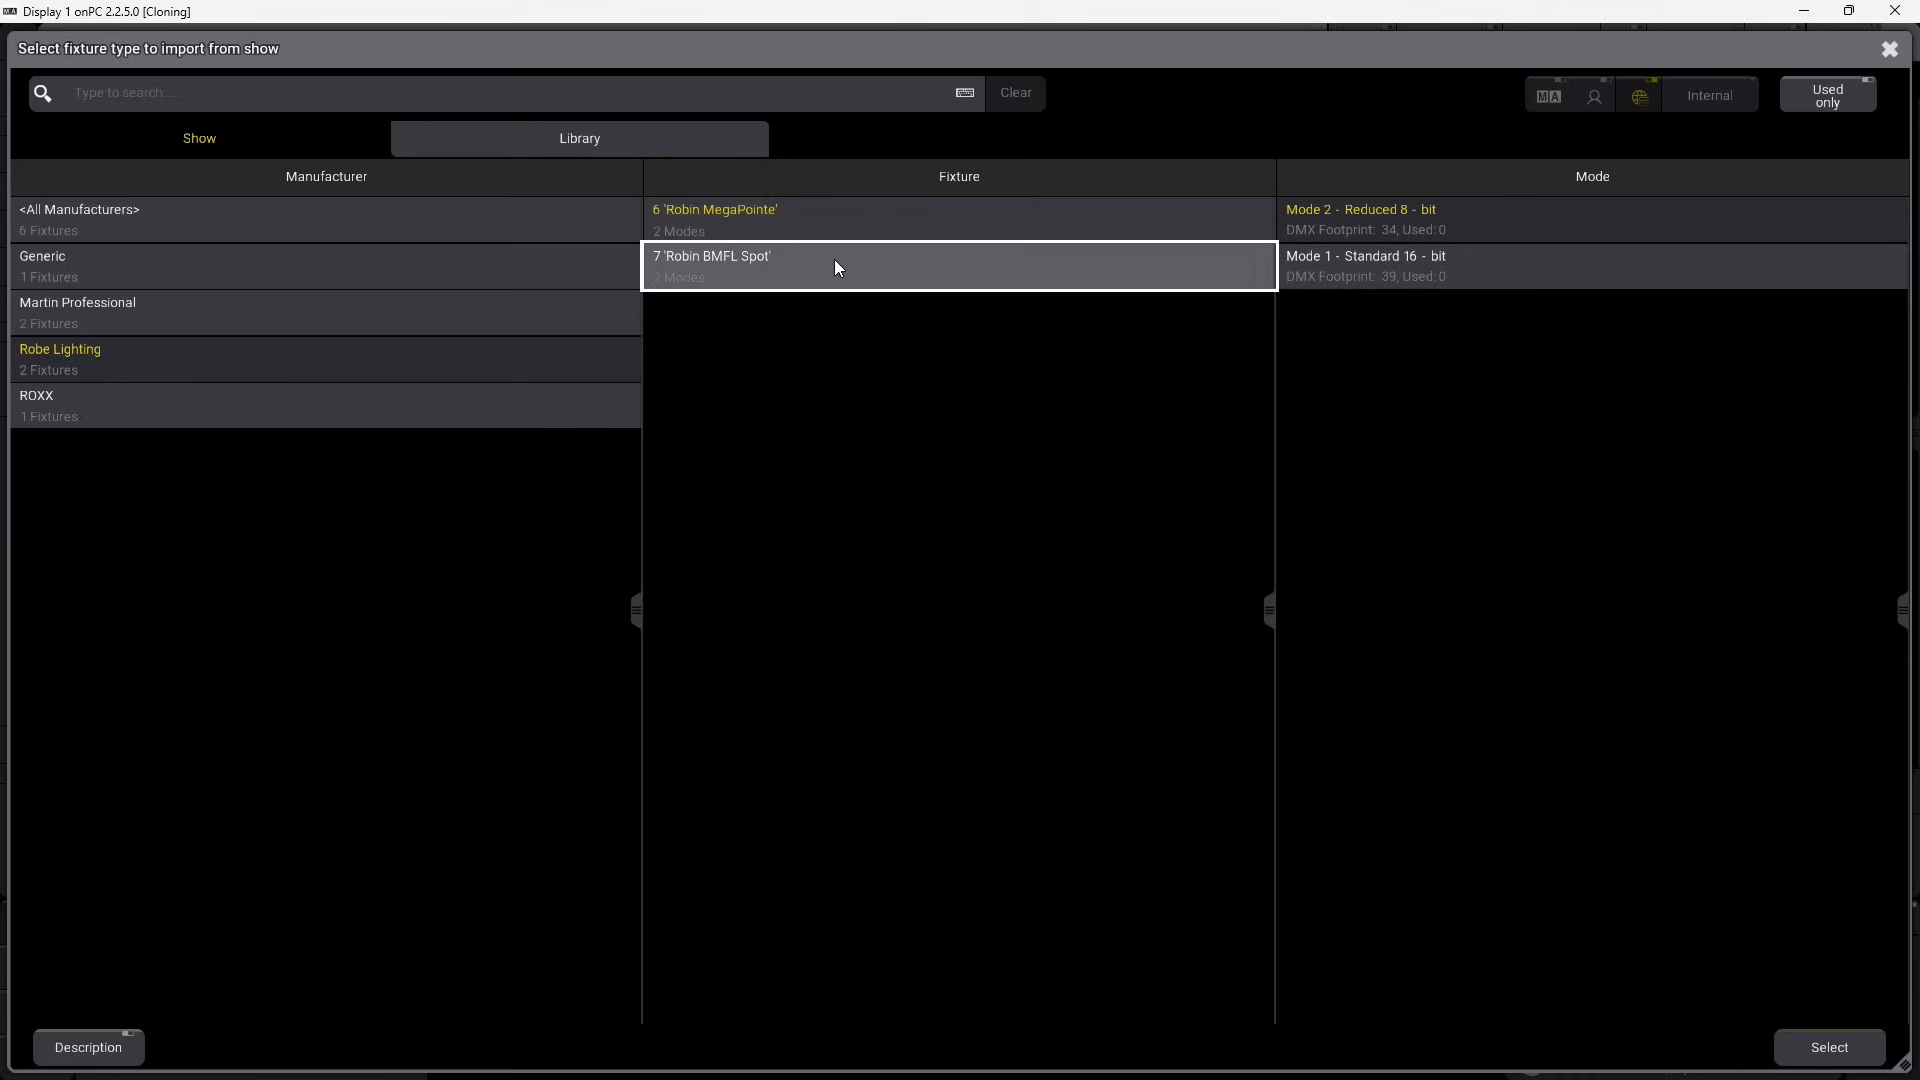 Display 1 onPC 2.2.5.0 [Cloning]
Select fixture type to import from show
Type to search....
Clear
MA
Internal
Used
only
Show
Library
Manufacturer
Fixture
Mode
<All Manufacturers>
6 Fixtures
Generic
1 Fixtures
Martin Professional
2 Fixtures
Robe Lighting
2 Fixtures
ROXX
1 Fixtures
6 'Robin MegaPointe'
2 Modes
7 'Robin BMFL Spot'
2 Modes
Mode 2 - Reduced 8 - bit
DMX Footprint: 34, Used: 0
Mode 1 - Standard 16 - bit
DMX Footprint: 39, Used: 0
Description
Select